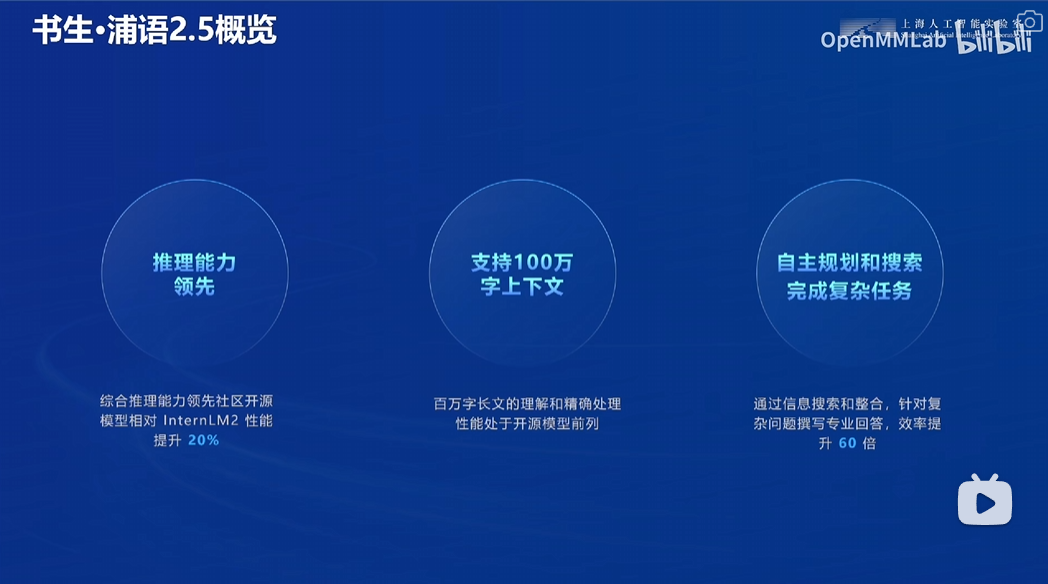 书生·浦语2.5概览
上海人工智能实验室
OpenMMLab
bilibili
推理能力
领先
支持100万
字上下文
自主规划和搜索
完成复杂任务
综合推理能力领先社区开源
模型相对 InternLM2 性能
提升 20%
百万字长文的理解和精确处理
性能处于开源模型前列
通过信息搜索和整合，针对复
杂问题撰写专业回答，效率提
升 60 倍